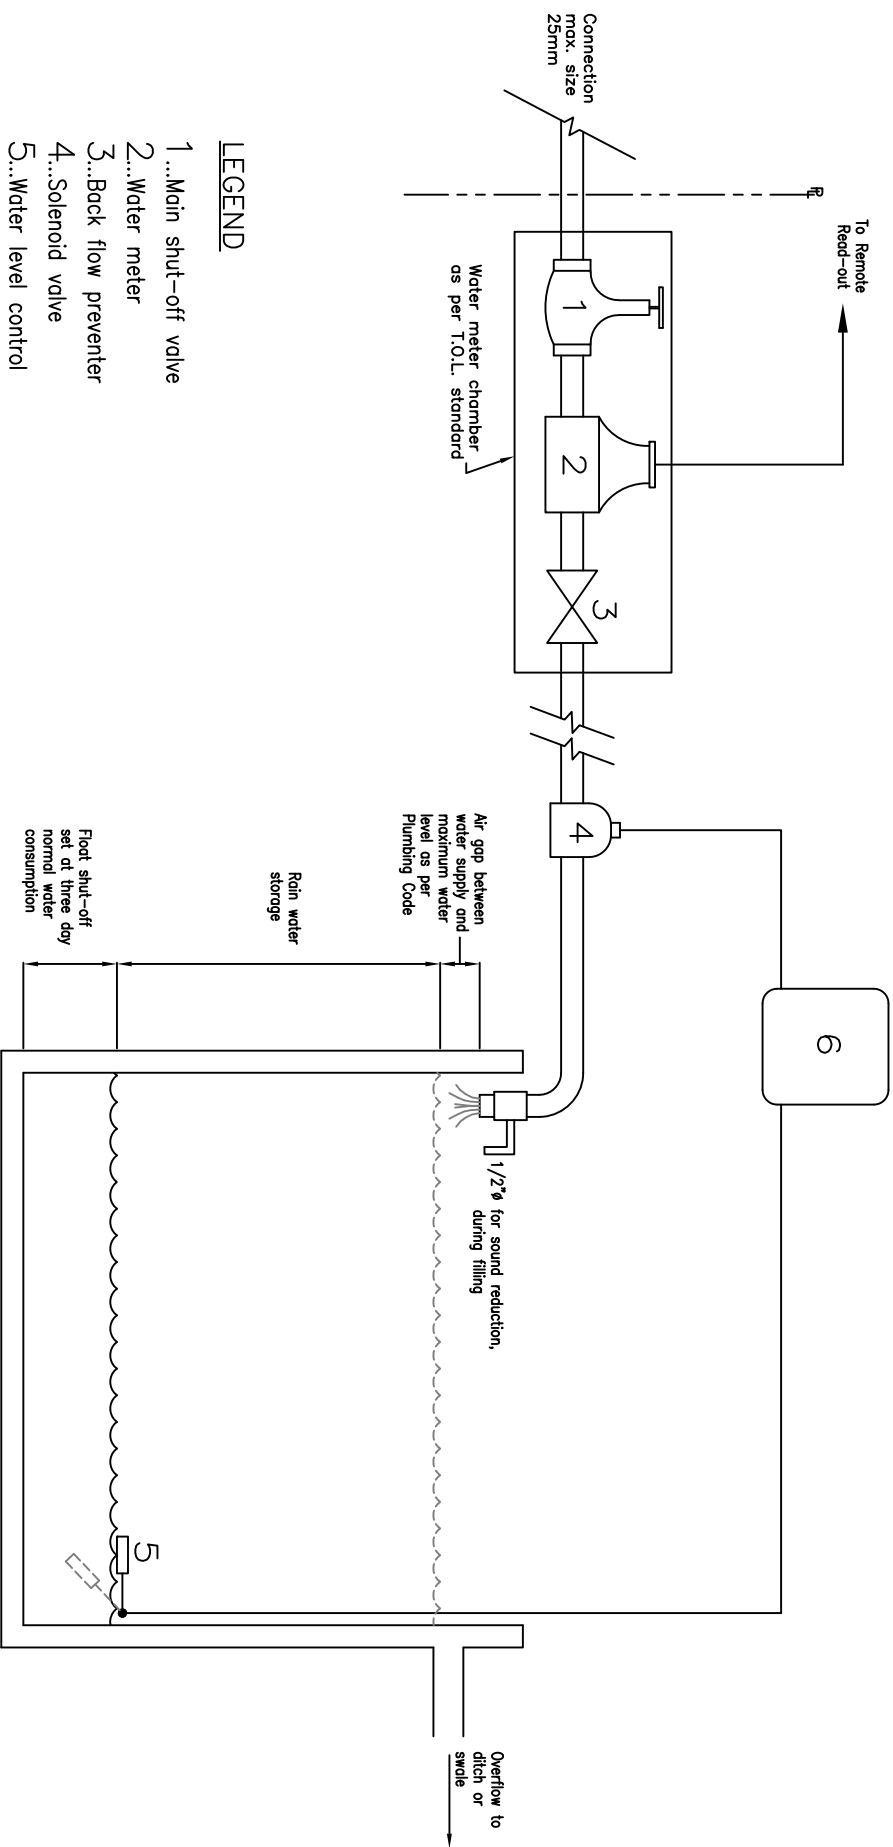 Connection
max. size
25mm
PL
To Remote
Read-out
Water meter chamber
as per T.O.L. standard
1
2
3
4
6
Air gap between
water supply and
maximum water
level as per
Plumbing Code
1/2"ø for sound reduction,
during filling
Rain water
storage
Float shut-off
set at three day
normal water
consumption
5
Overflow to
ditch or
swale
LEGEND
1...Main shut-off valve
2...Water meter
3...Back flow preventer
4...Solenoid valve
5...Water level control